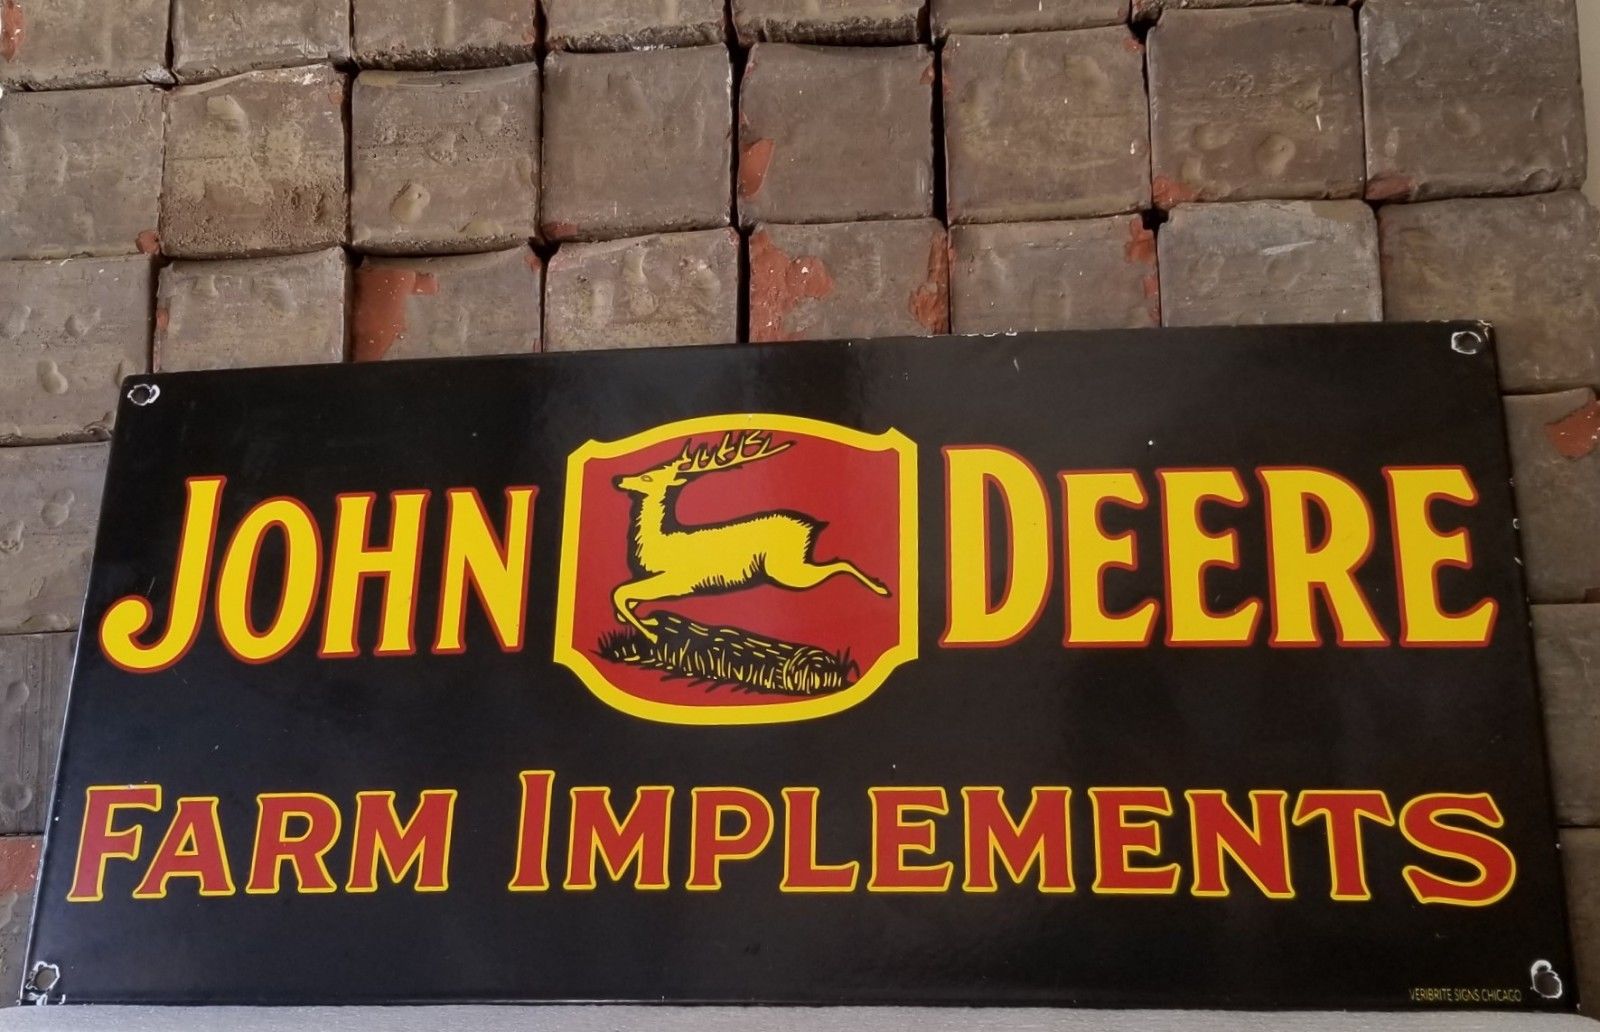 JOHN DEERE
FARM IMPLEMENTS
VERIBRITE SIGNS CHICAGO